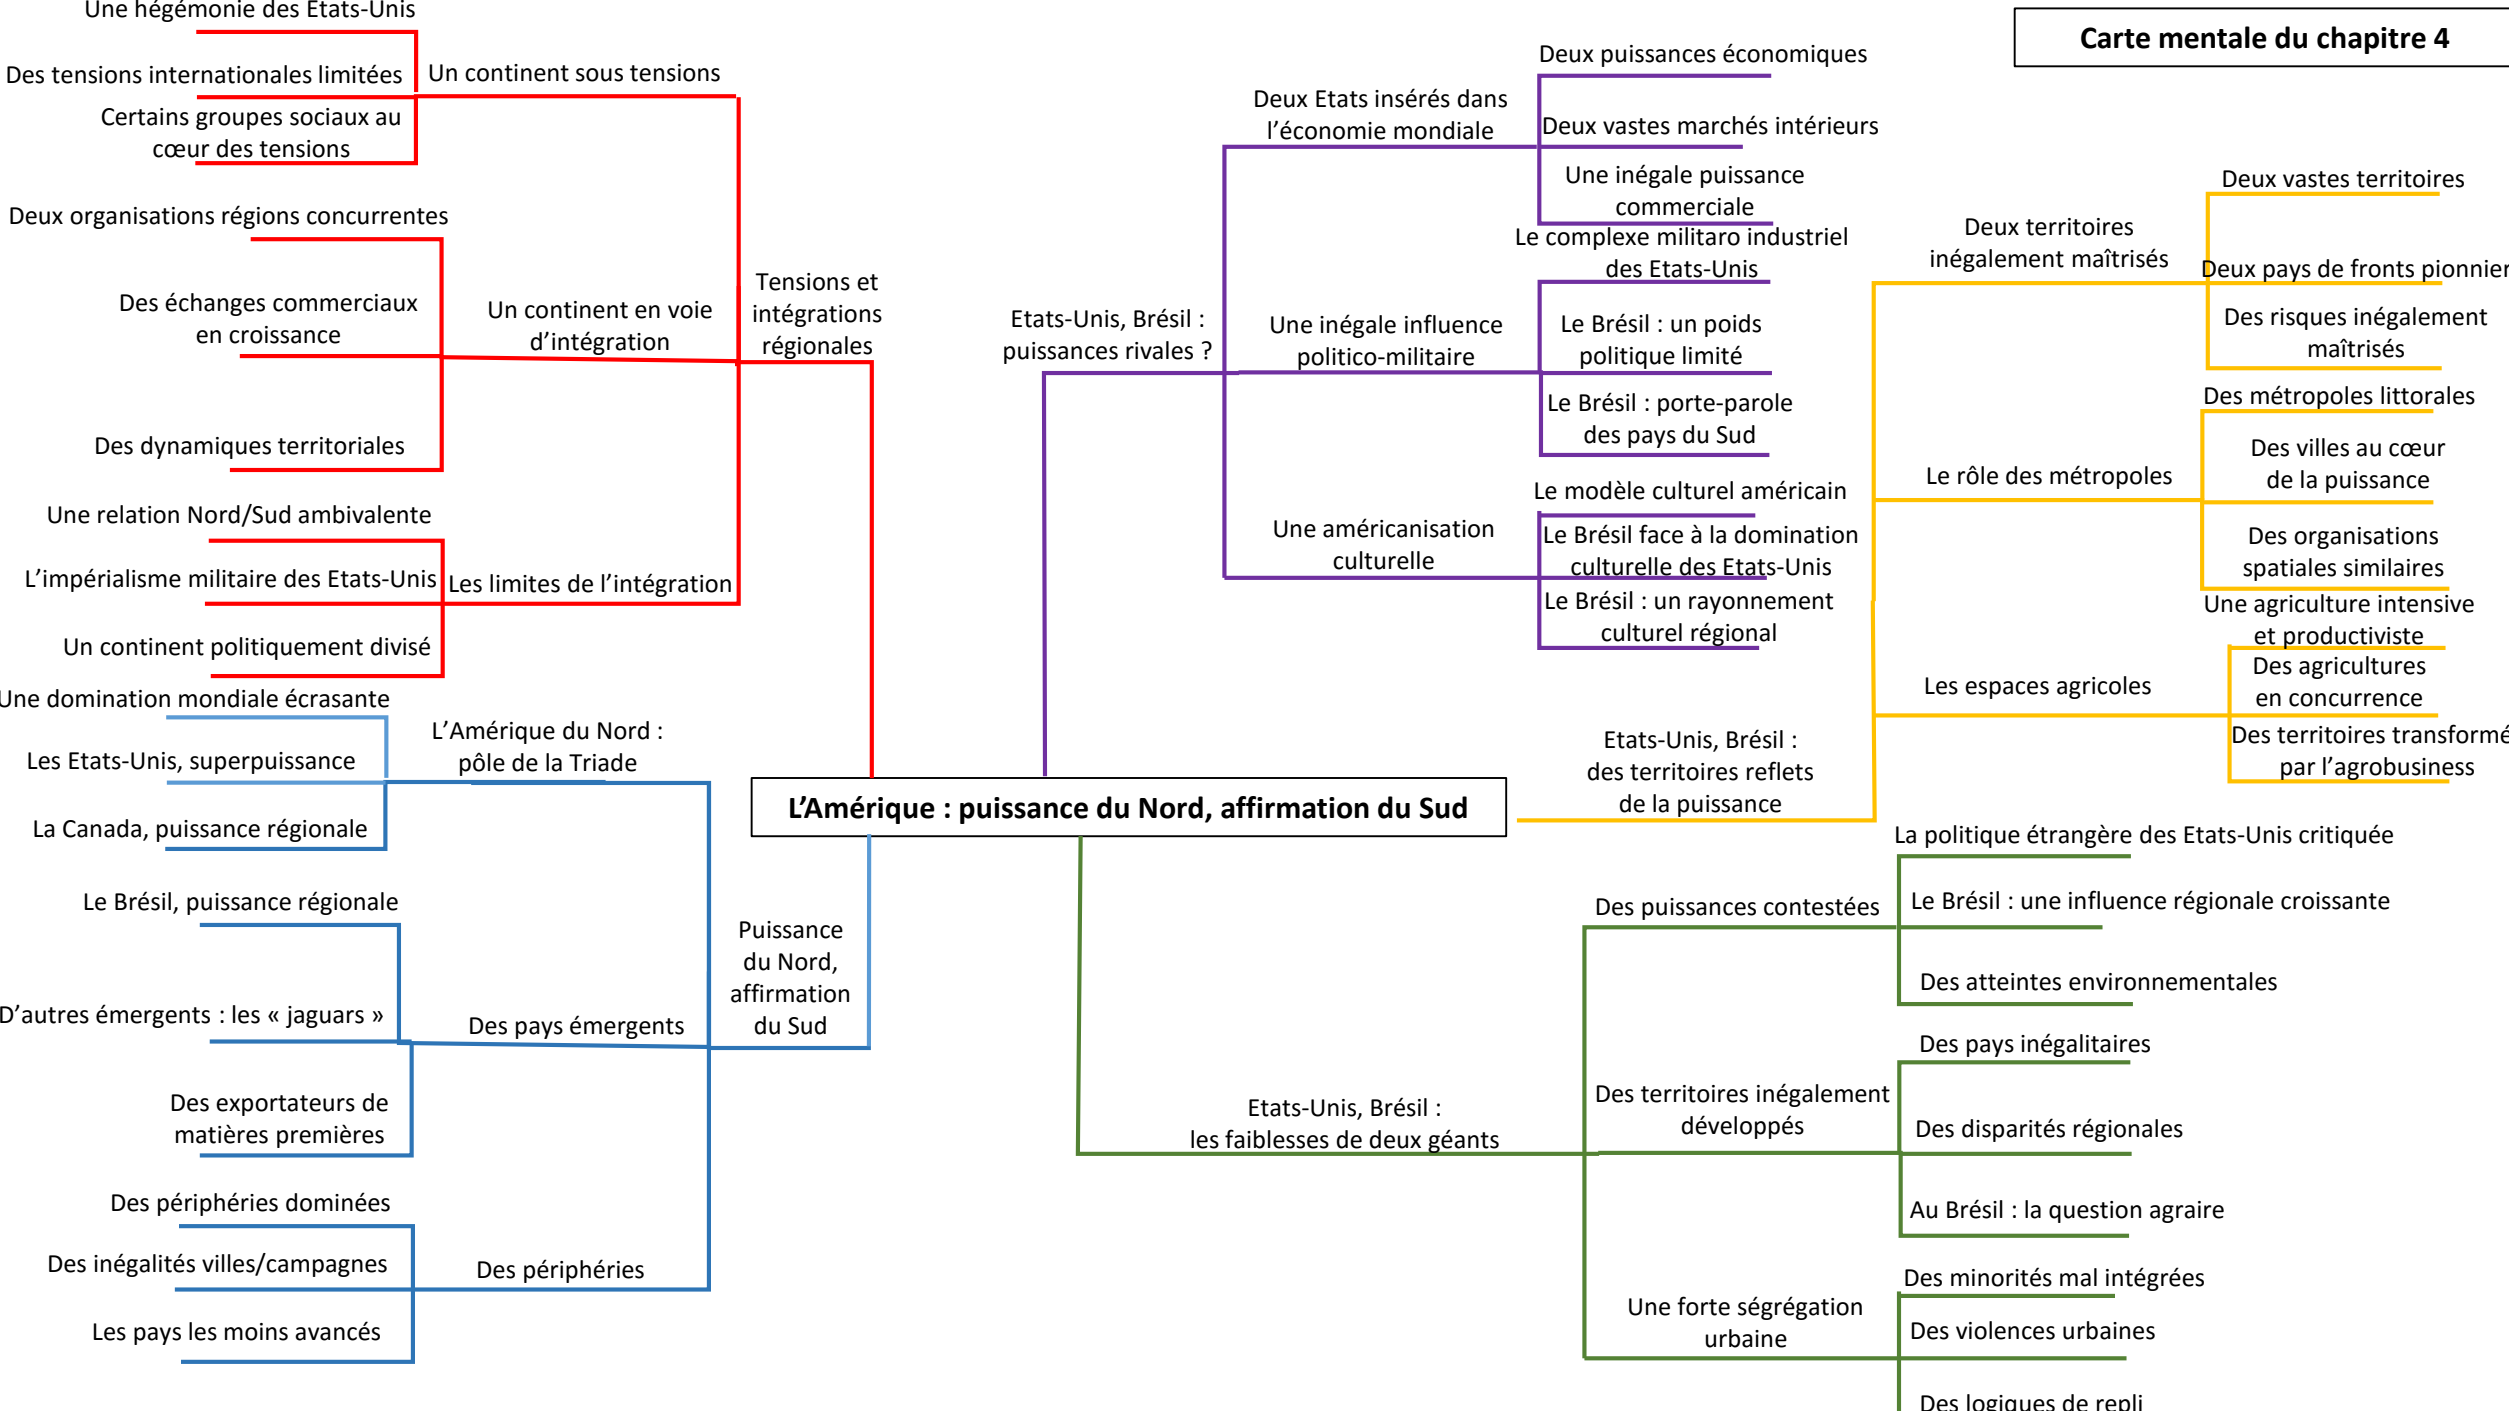 Carte mentale du chapitre 4
L'Amérique : puissance du Nord, affirmation du Sud
Tensions et
intégrations
régionales
Un continent sous tensions
Une hégémonie des Etats-Unis
Des tensions internationales limitées
Certains groupes sociaux au
cœur des tensions
Un continent en voie
d'intégration
Deux organisations régions concurrentes
Des échanges commerciaux
en croissance
Des dynamiques territoriales
Les limites de l'intégration
Une relation Nord/Sud ambivalente
L'impérialisme militaire des Etats-Unis
Un continent politiquement divisé
Puissance
du Nord,
affirmation
du Sud
L'Amérique du Nord :
pôle de la Triade
Une domination mondiale écrasante
Les Etats-Unis, superpuissance
La Canada, puissance régionale
Des pays émergents
Le Brésil, puissance régionale
D'autres émergents : les « jaguars »
Des exportateurs de
matières premières
Des périphéries
Des périphéries dominées
Des inégalités villes/campagnes
Les pays les moins avancés
Etats-Unis, Brésil :
puissances rivales ?
Deux Etats insérés dans
l'économie mondiale
Deux puissances économiques
Deux vastes marchés intérieurs
Une inégale puissance
commerciale
Une inégale influence
politico-militaire
Le complexe militaro industriel
des Etats-Unis
Le Brésil : un poids
politique limité
Le Brésil : porte-parole
des pays du Sud
Une américanisation
culturelle
Le modèle culturel américain
Le Brésil face à la domination
culturelle des Etats-Unis
Le Brésil : un rayonnement
culturel régional
Etats-Unis, Brésil :
des territoires reflets
de la puissance
Deux territoires
inégalement maîtrisés
Deux vastes territoires
Deux pays de fronts pionnier
Des risques inégalement
maîtrisés
Le rôle des métropoles
Des métropoles littorales
Des villes au cœur
de la puissance
Des organisations
spatiales similaires
Les espaces agricoles
Une agriculture intensive
et productiviste
Des agricultures
en concurrence
Des territoires transformé
par l'agrobusiness
Etats-Unis, Brésil :
les faiblesses de deux géants
Des puissances contestées
La politique étrangère des Etats-Unis critiquée
Le Brésil : une influence régionale croissante
Des atteintes environnementales
Des territoires inégalement
développés
Des pays inégalitaires
Des disparités régionales
Au Brésil : la question agraire
Une forte ségrégation
urbaine
Des minorités mal intégrées
Des violences urbaines
Des logiques de repli